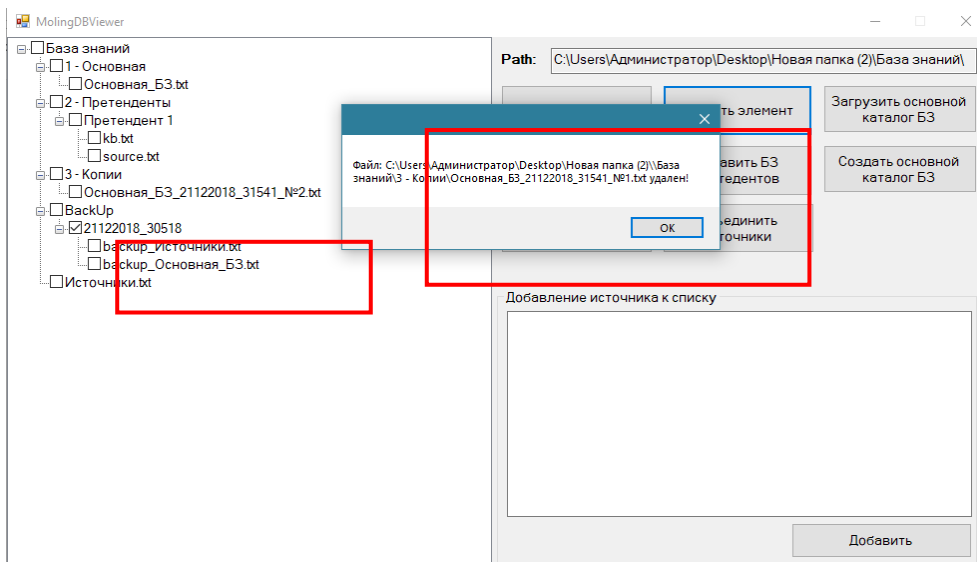 MolingDBViewer
База знаний
1 - Основная
Основная_БЗ.txt
2 - Претенденты
Претендент 1
kb.txt
source.txt
3 - Копии
Основная_БЗ_21122018_31541_№2.txt
BackUp
21122018_30518
backup_Источники.txt
backup_Основная_БЗ.txt
Источники.txt
Path: C:\Users\Администратор\Desktop\Новая папка (2)\База знаний\
ть элемент
Загрузить основной
каталог БЗ
Файл: C:\Users\Администратор\Desktop\Новая папка (2)\\База
знаний\3 - Копии\Основная_БЗ_21122018_31541_№1.txt удален!
OK
авить БЗ
тедентов
Создать основной
каталог БЗ
единить
точники
Добавление источника к списку
Добавить